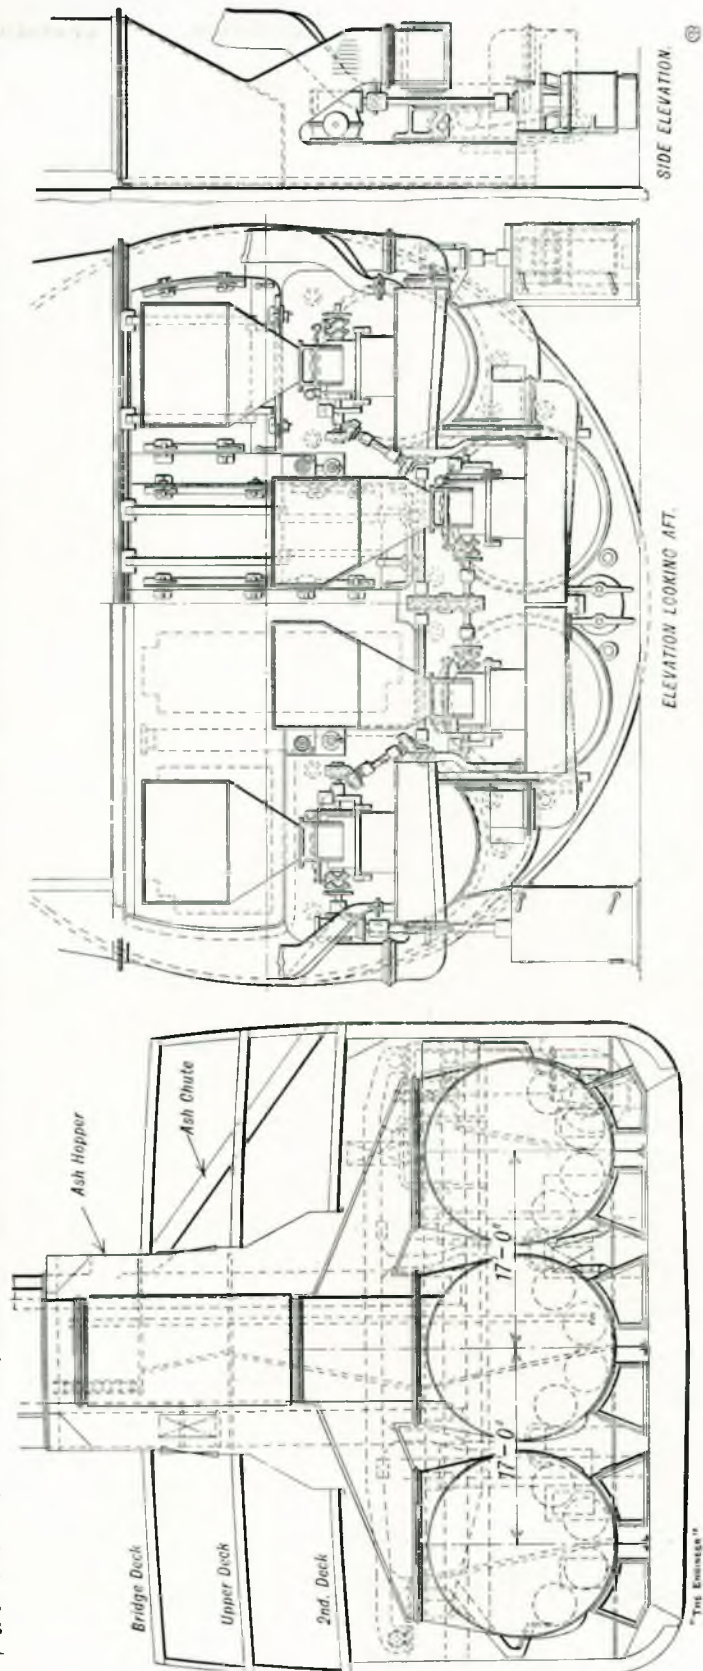 Ash Hopper
Ash Chute
Bridge Deck
Upper Deck
2nd. Deck
17'-0"
17'-0"
"THE ENGINEER"
ELEVATION LOOKING AFT.
SIDE ELEVATION.